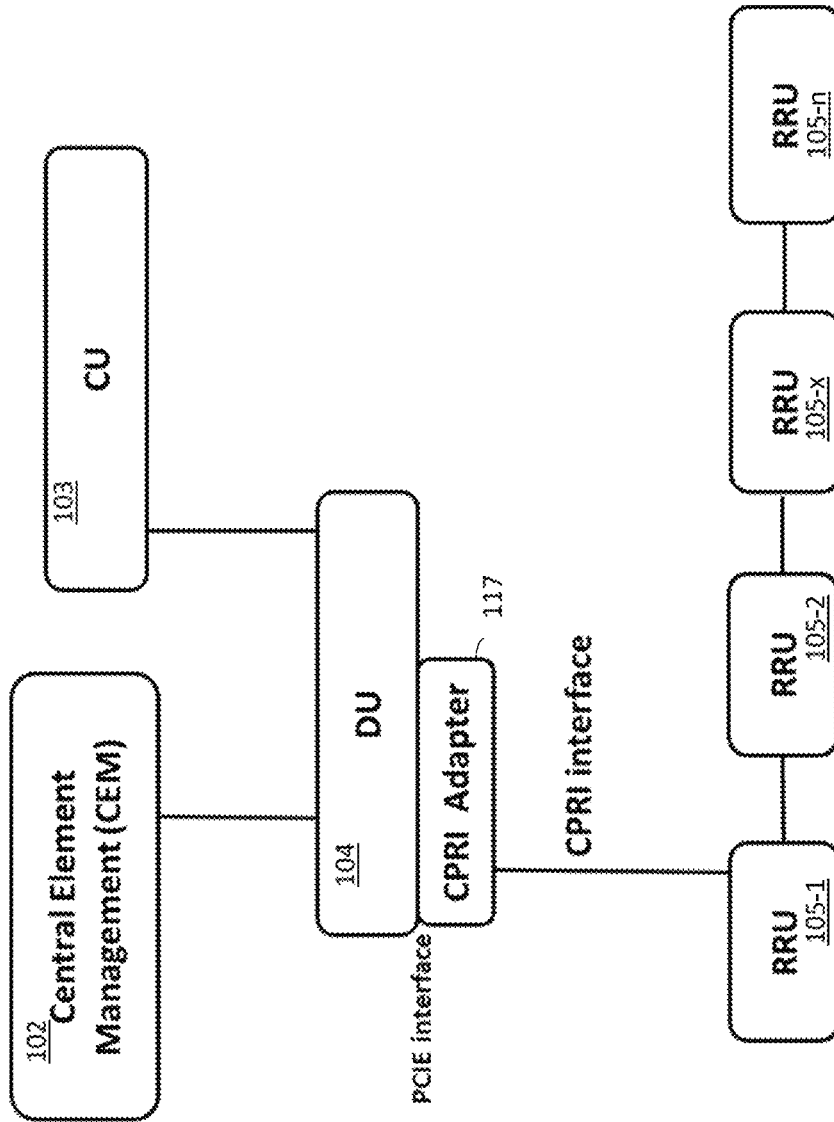 102
Central Element
Management (CEM)
103
CU
104
DU
PCIE interface
CPRI Adapter
117
CPRI interface
RRU
105-1
RRU
105-2
RRU
105-x
RRU
105-n